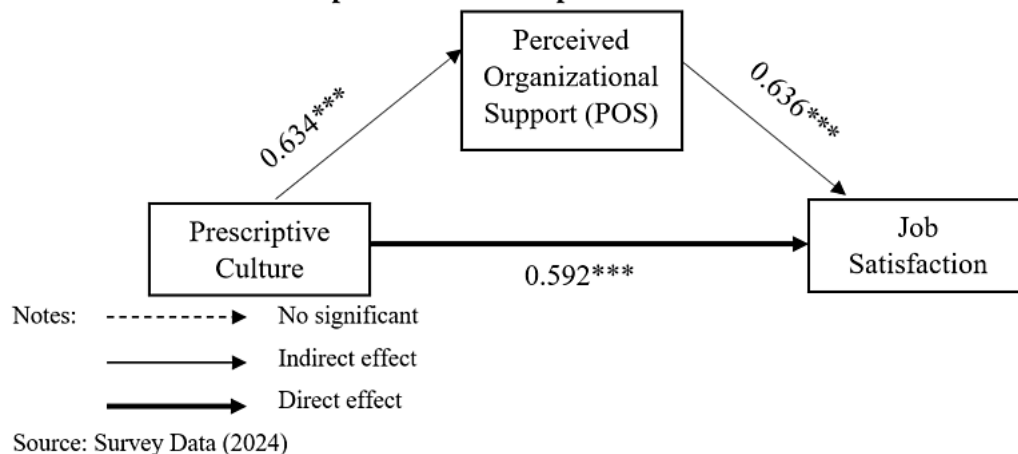 Perceived
Organizational
Support (POS)
0.634***
0.636***
Prescriptive
Culture
Job
Satisfaction
0.592***
Notes:
No significant
Indirect effect
Direct effect
Source: Survey Data (2024)